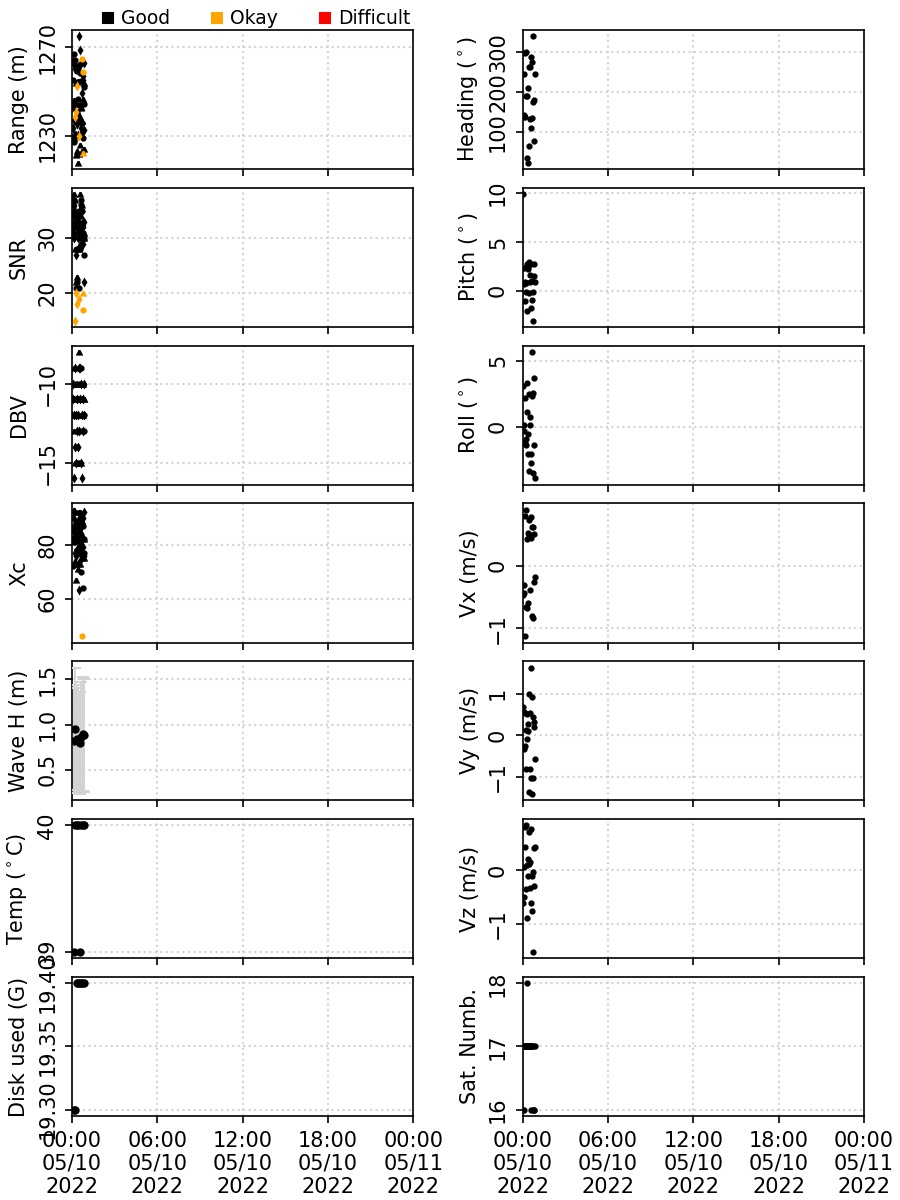 Good Okay Difficult
Range (m)
1270
1230
Heading (°)
300
200
100
SNR
30
20
Pitch (°)
10
5
0
DBV
−10
−15
Roll (°)
5
0
Xc
80
60
Vx (m/s)
0
−1
Wave H (m)
1.5
1.0
0.5
Vy (m/s)
1
0
−1
Temp (°C)
40
39
Vz (m/s)
0
−1
Disk used (G)
19.40
19.35
19.30
Sat. Numb.
18
17
16
00:00 06:00 12:00 18:00 00:00 00:00 06:00 12:00 18:00 00:00
05/10 05/10 05/10 05/10 05/11 05/10 05/10 05/10 05/10 05/11
2022 2022 2022 2022 2022 2022 2022 2022 2022 2022